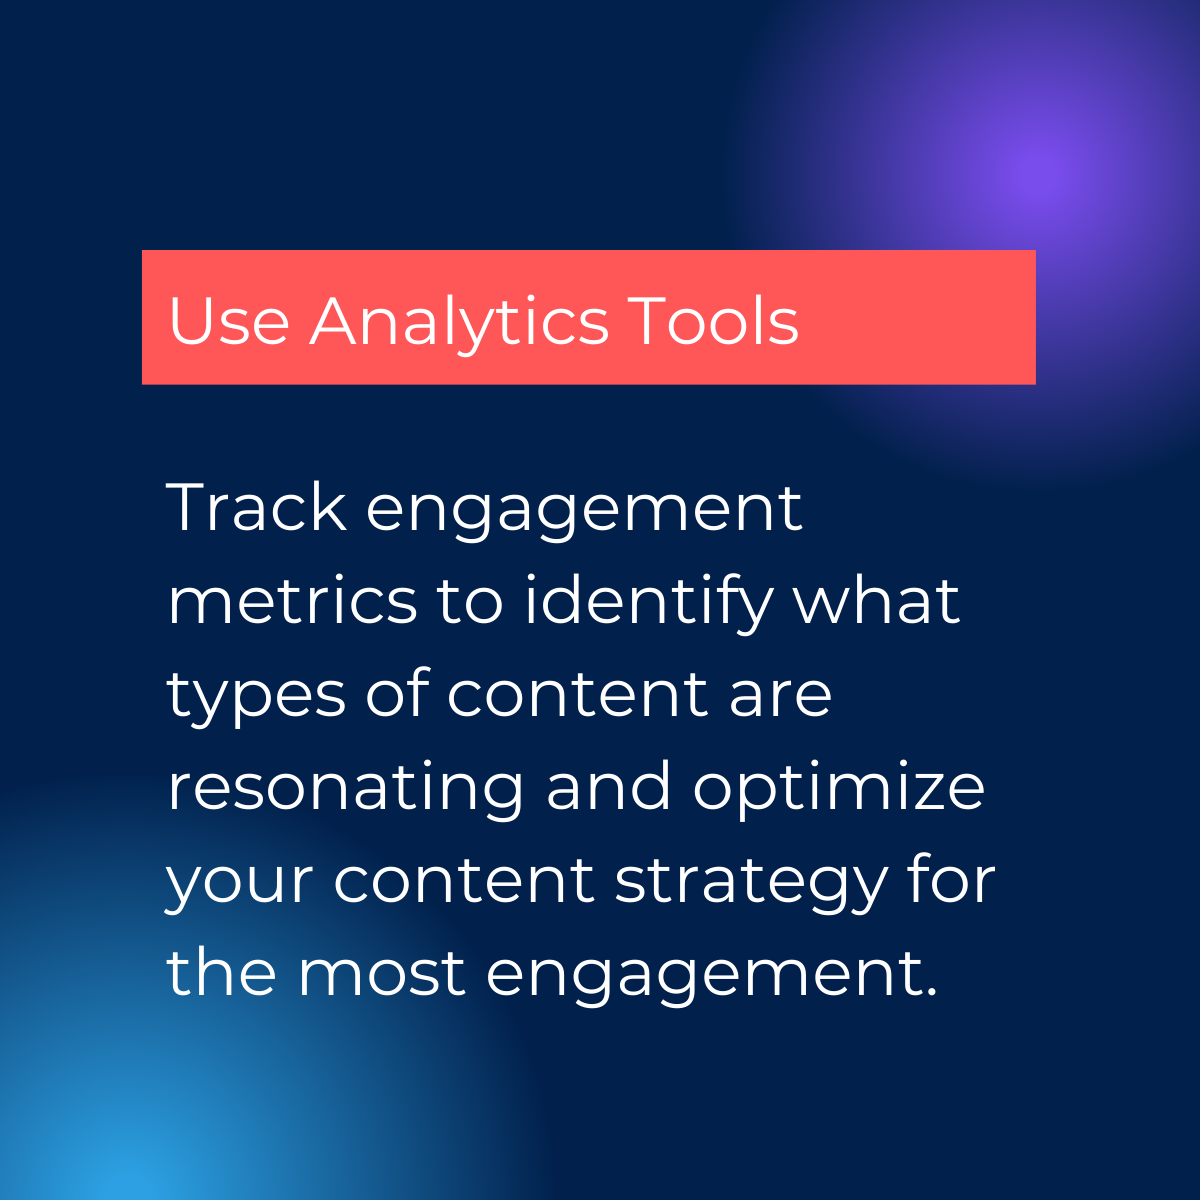 Use Analytics Tools
Track engagement
metrics to identify what
types of content are
resonating and optimize
your content strategy for
the most engagement.